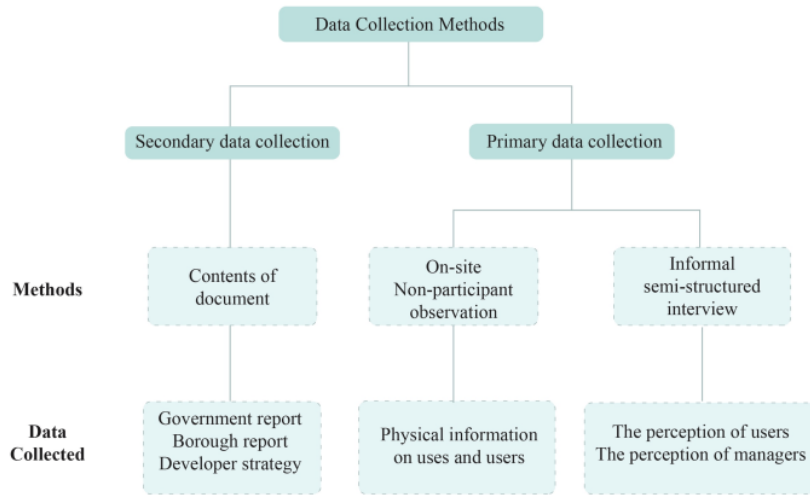 Data Collection Methods
Secondary data collection
Primary data collection
Methods
Contents of
document
On-site
Non-participant
observation
Informal
semi-structured
interview
Data
Collected
Government report
Borough report
Developer strategy
Physical information
on uses and users
The perception of users
The perception of managers